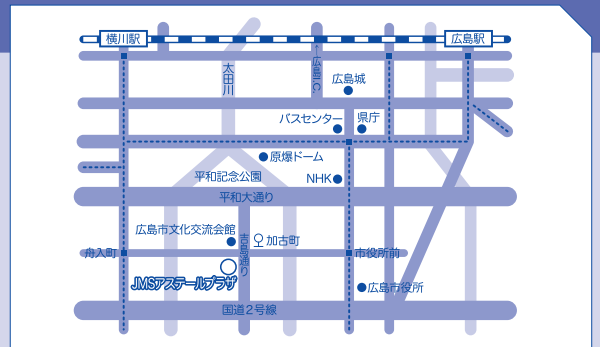 横川駅
広島駅
太田川
↑広島I.C.
広島城
バスセンター
県庁
原爆ドーム
平和記念公園
NHK
平和大通り
広島市文化交流会館
吉島通り
加古町
舟入町
市役所前
JMSアステールプラザ
広島市役所
国道2号線